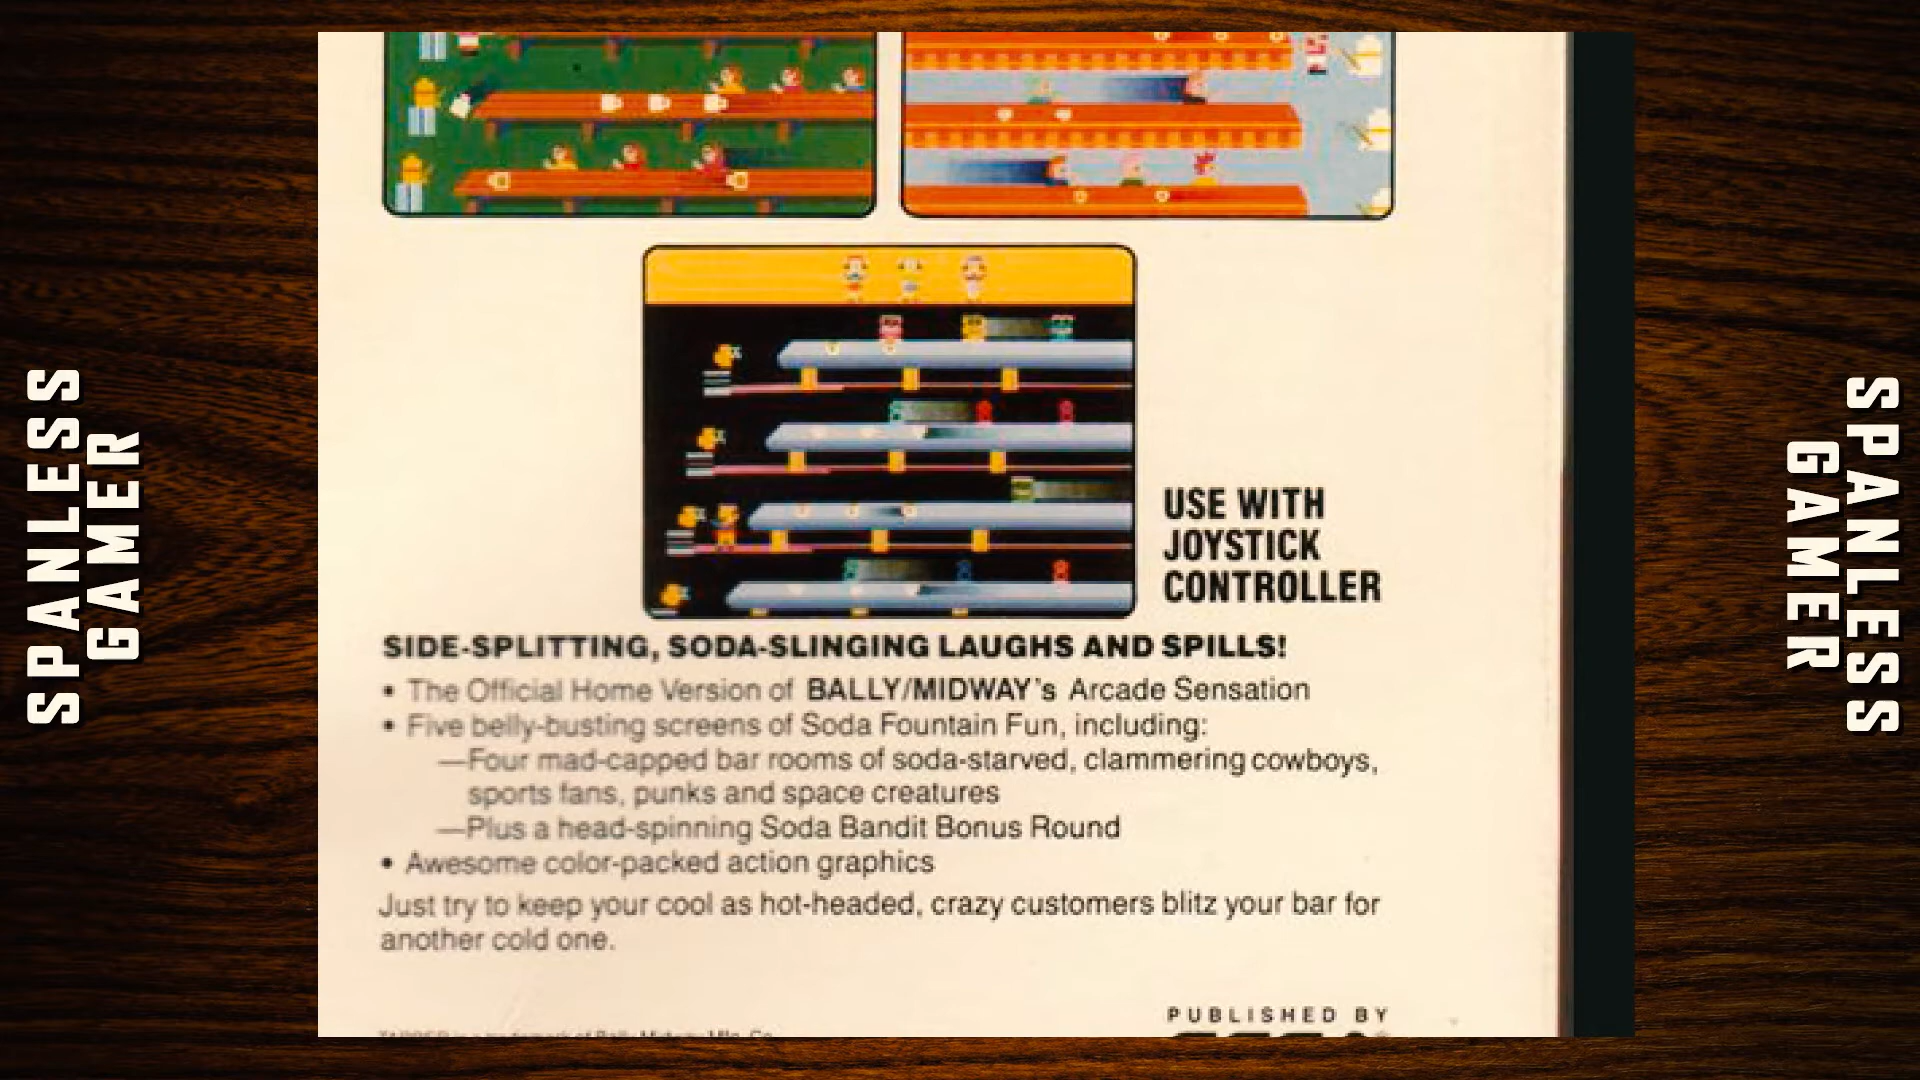 SPANLESS
GAMER
USE WITH
JOYSTICK
CONTROLLER
SIDE-SPLITTING, SODA-SLINGING LAUGHS AND SPILLS!
• The Official Home Version of BALLY/MIDWAY's Arcade Sensation
• Five belly-busting screens of Soda Fountain Fun, including:
—Four mad-capped bar rooms of soda-starved, clammering cowboys,
sports fans, punks and space creatures
—Plus a head-spinning Soda Bandit Bonus Round
• Awesome color-packed action graphics
Just try to keep your cool as hot-headed, crazy customers blitz your bar for
another cold one.
PUBLISHED BY
SPANLESS
GAMER